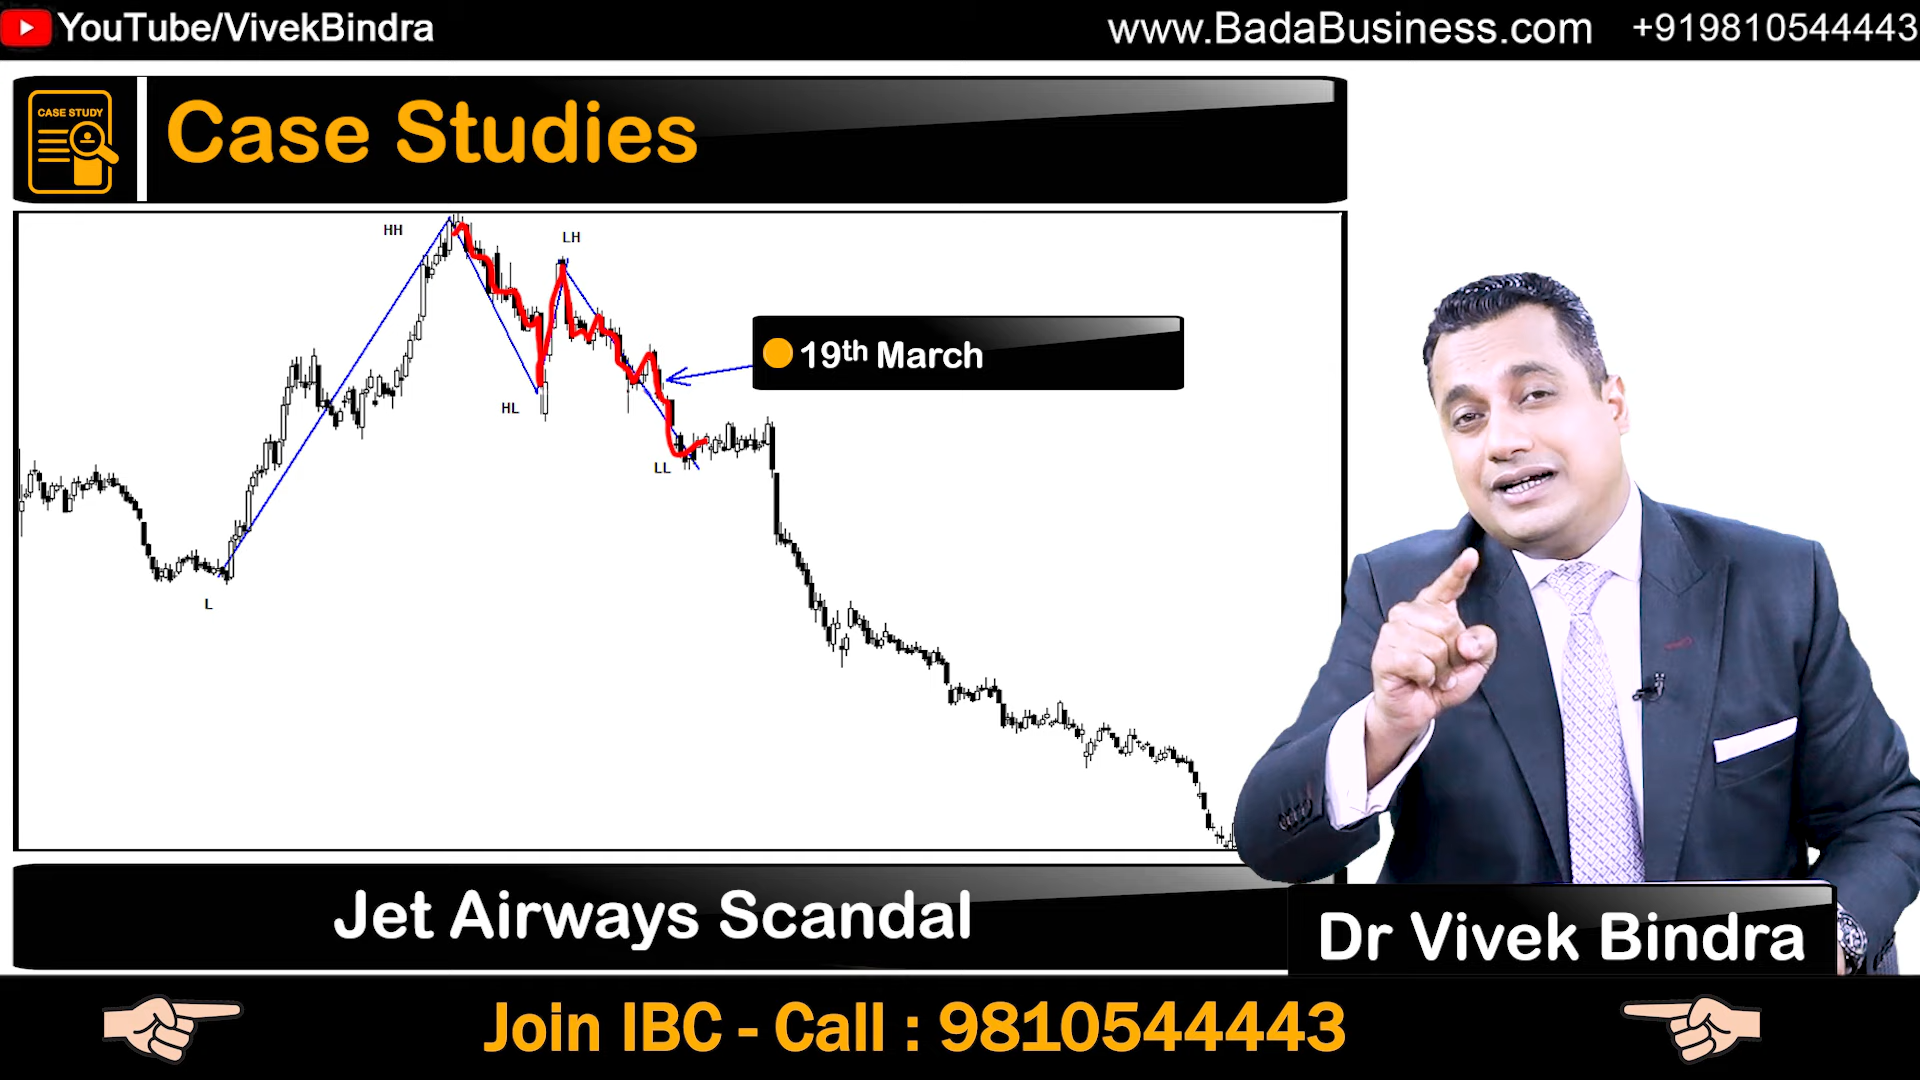 YouTube/VivekBindra
www.BadaBusiness.com +919810544443
CASE STUDY
Case Studies
HH
LH
19th March
HL
LL
L
Jet Airways Scandal
Dr Vivek Bindra
Join IBC - Call : 9810544443